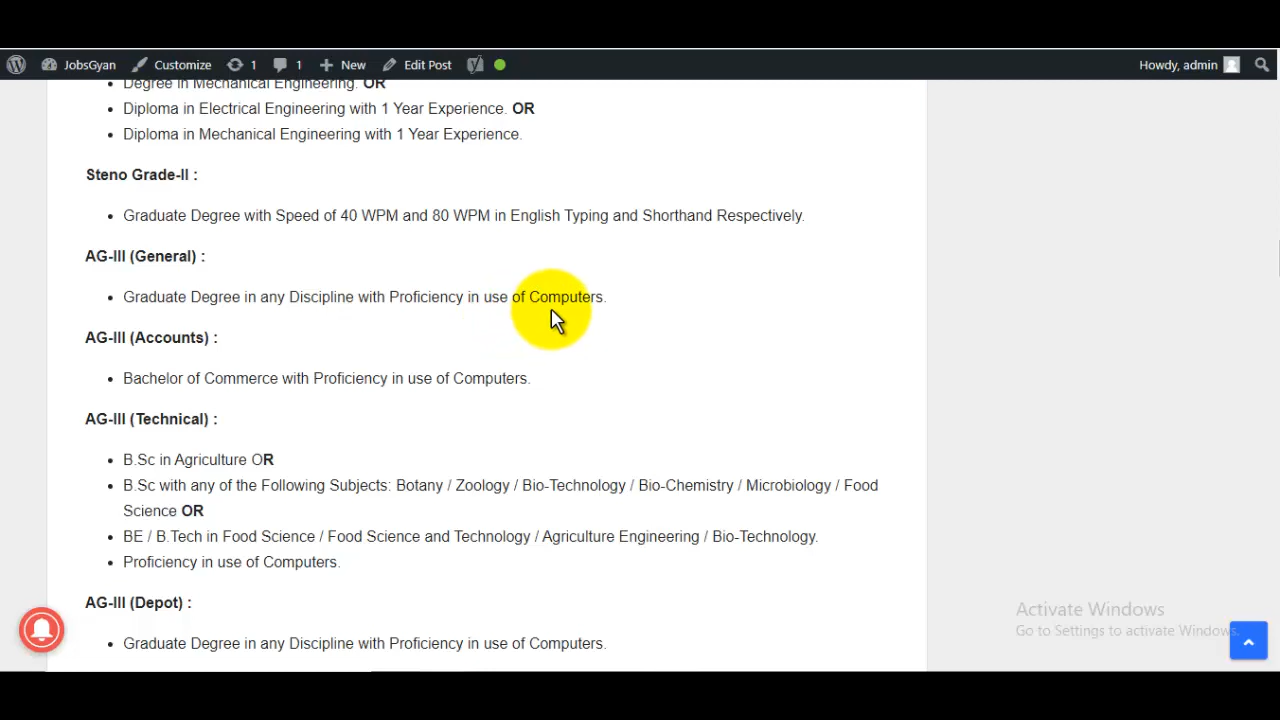 JobsGyan Customize 1 1 New Edit Post Howdy, admin
Degree in Mechanical Engineering. OR
Diploma in Electrical Engineering with 1 Year Experience. OR
Diploma in Mechanical Engineering with 1 Year Experience.
Steno Grade-II :
Graduate Degree with Speed of 40 WPM and 80 WPM in English Typing and Shorthand Respectively.
AG-III (General) :
Graduate Degree in any Discipline with Proficiency in use of Computers.
AG-III (Accounts) :
Bachelor of Commerce with Proficiency in use of Computers.
AG-III (Technical) :
B.Sc in Agriculture OR
B.Sc with any of the Following Subjects: Botany / Zoology / Bio-Technology / Bio-Chemistry / Microbiology / Food
Science OR
BE / B.Tech in Food Science / Food Science and Technology / Agriculture Engineering / Bio-Technology.
Proficiency in use of Computers.
AG-III (Depot) :
Graduate Degree in any Discipline with Proficiency in use of Computers.
Activate Windows
Go to Settings to activate Windows.